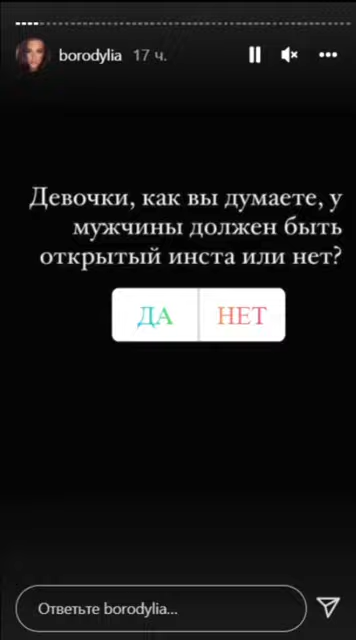 borodylia 17 ч.
Девочки, как вы думаете, у
мужчины должен быть
открытый инста или нет?
ДА НЕТ
Ответьте borodylia...